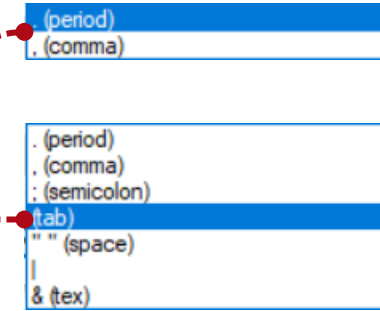 . (period)
, (comma)
. (period)
, (comma)
; (semicolon)
(tab)
" " (space)
|
& (tex)